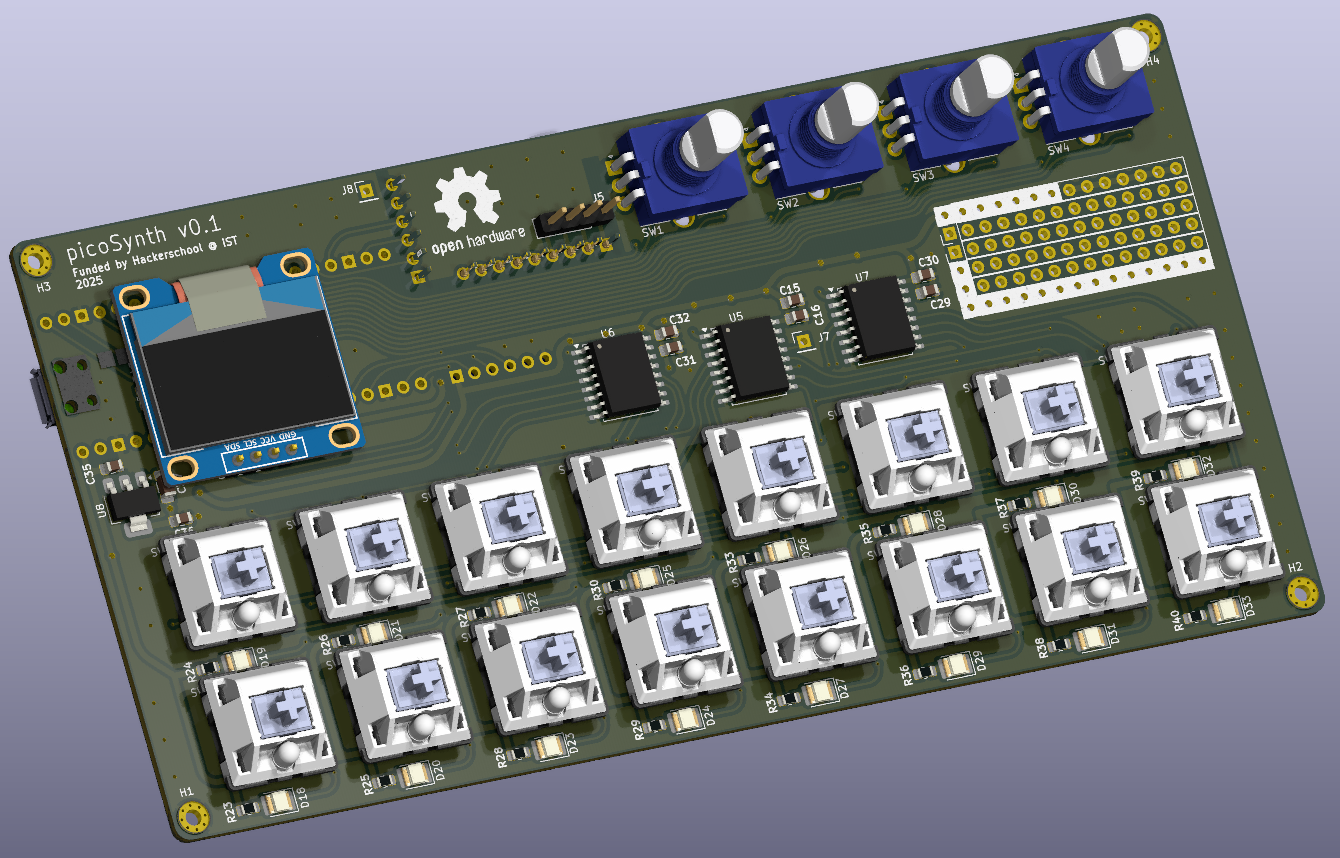 H4
J8
J5
picoSynth v0.1
Funded by Hackerschool @ IST
2025
open hardware
H3
SW1
SW2
SW3
SW4
C30
C29
U7
C15
C16
J7
U5
C32
C31
U6
GND VCC SCL SDA
C35
U8
H2
R24
D19
R26
D21
R27
D22
R30
D25
R33
D26
R35
D28
R37
D30
R39
D32
R23
D18
R25
D20
R28
D23
R29
D24
R34
D27
R36
D29
R38
D31
R40
D33
H1